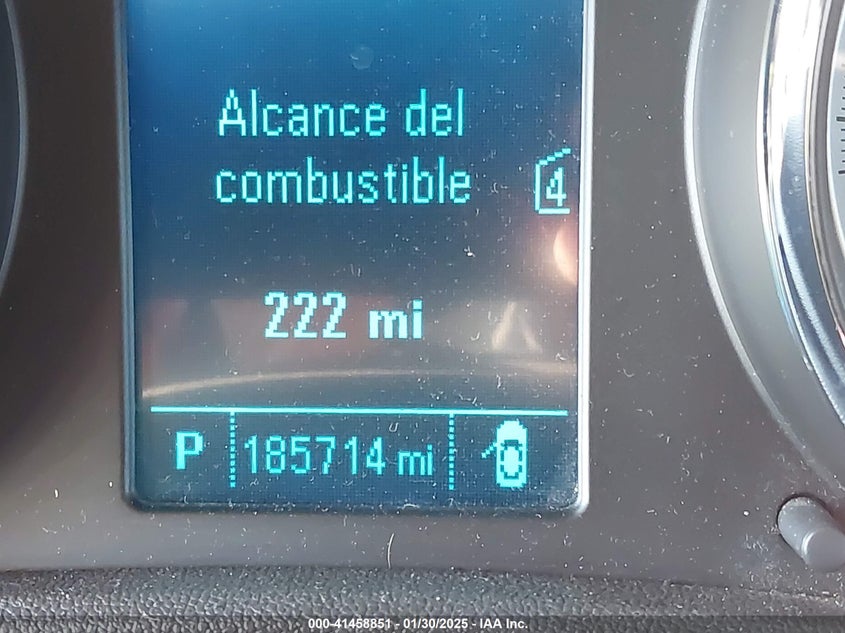 Alcance del
combustible
4
222 mi
P 185714 mi
000-41458851 - 01/30/2025 - IAA Inc.